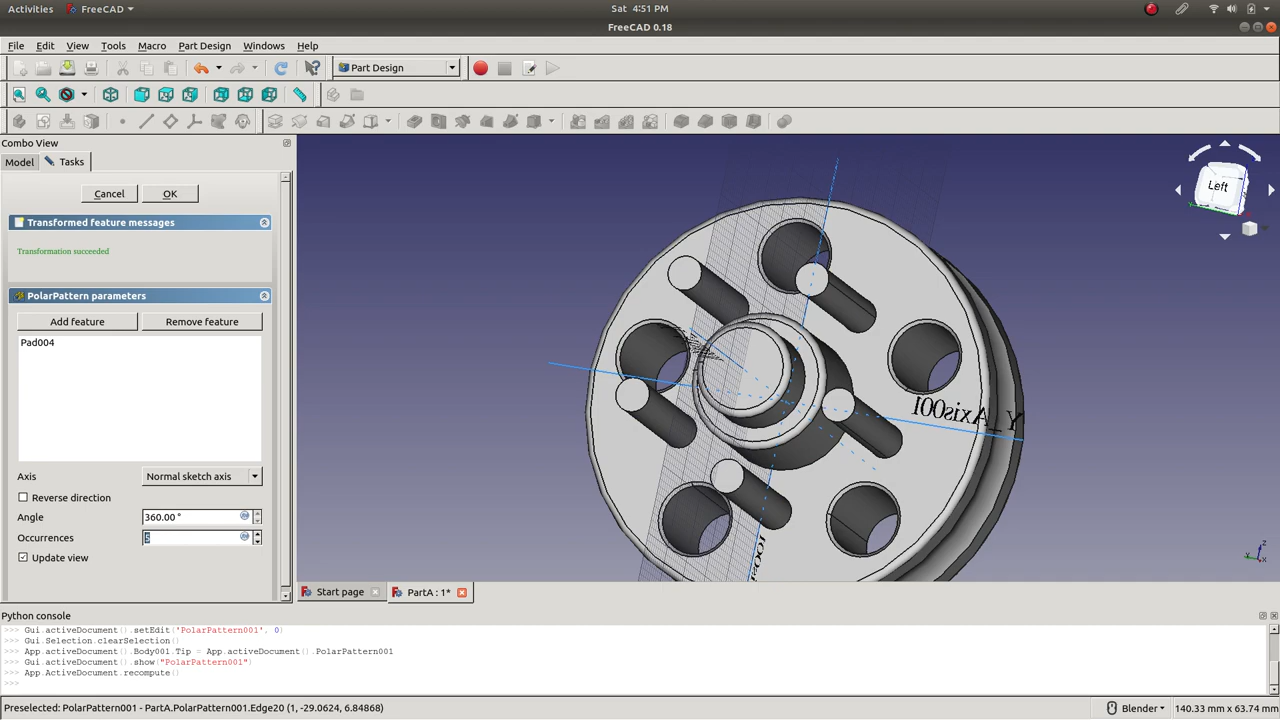 Activities FreeCAD Sat 4:51 PM
FreeCAD 0.18
File Edit View Tools Macro Part Design Windows Help
Part Design
Combo View
Model Tasks
Cancel OK
Transformed feature messages
Transformation succeeded
PolarPattern parameters
Add feature Remove feature
Pad004
Axis Normal sketch axis
Reverse direction
Angle 360.00 °
Occurrences 5
Update view
Left
Y_Axis001
Start page PartA : 1*
Python console
>>> Gui.activeDocument().setEdit('PolarPattern001', 0)
>>> Gui.Selection.clearSelection()
>>> App.activeDocument().Body001.Tip = App.activeDocument().PolarPattern001
>>> Gui.activeDocument().show("PolarPattern001")
>>> App.ActiveDocument.recompute()
>>>
Preselected: PolarPattern001 - PartA.PolarPattern001.Edge20 (1, -29.0624, 6.84868) Blender 140.33 mm x 63.74 mm